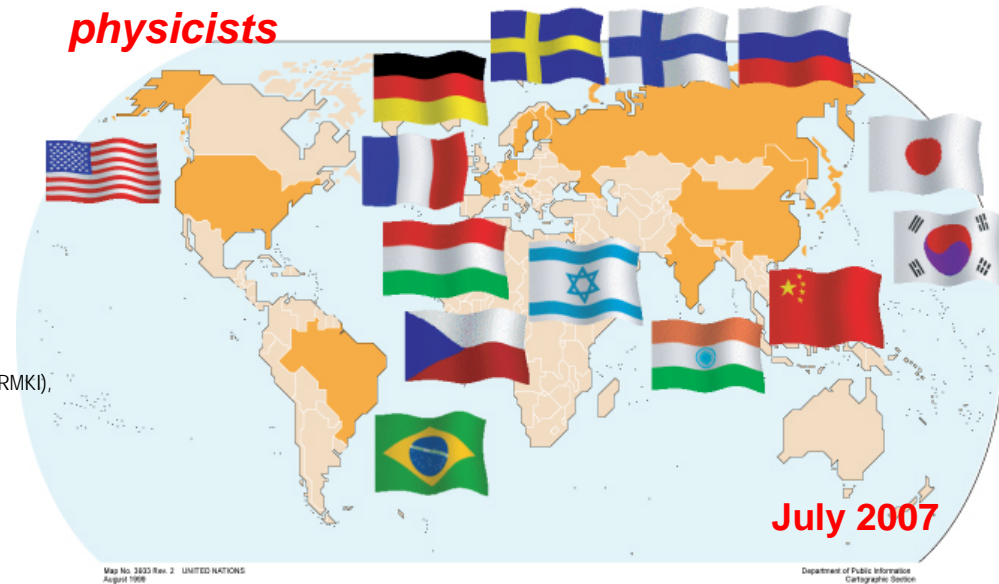 physicists
RMKI),
July 2007
Map No. 3933 Rev. 2 UNITED NATIONS
August 1999
Department of Public Information
Cartographic Section